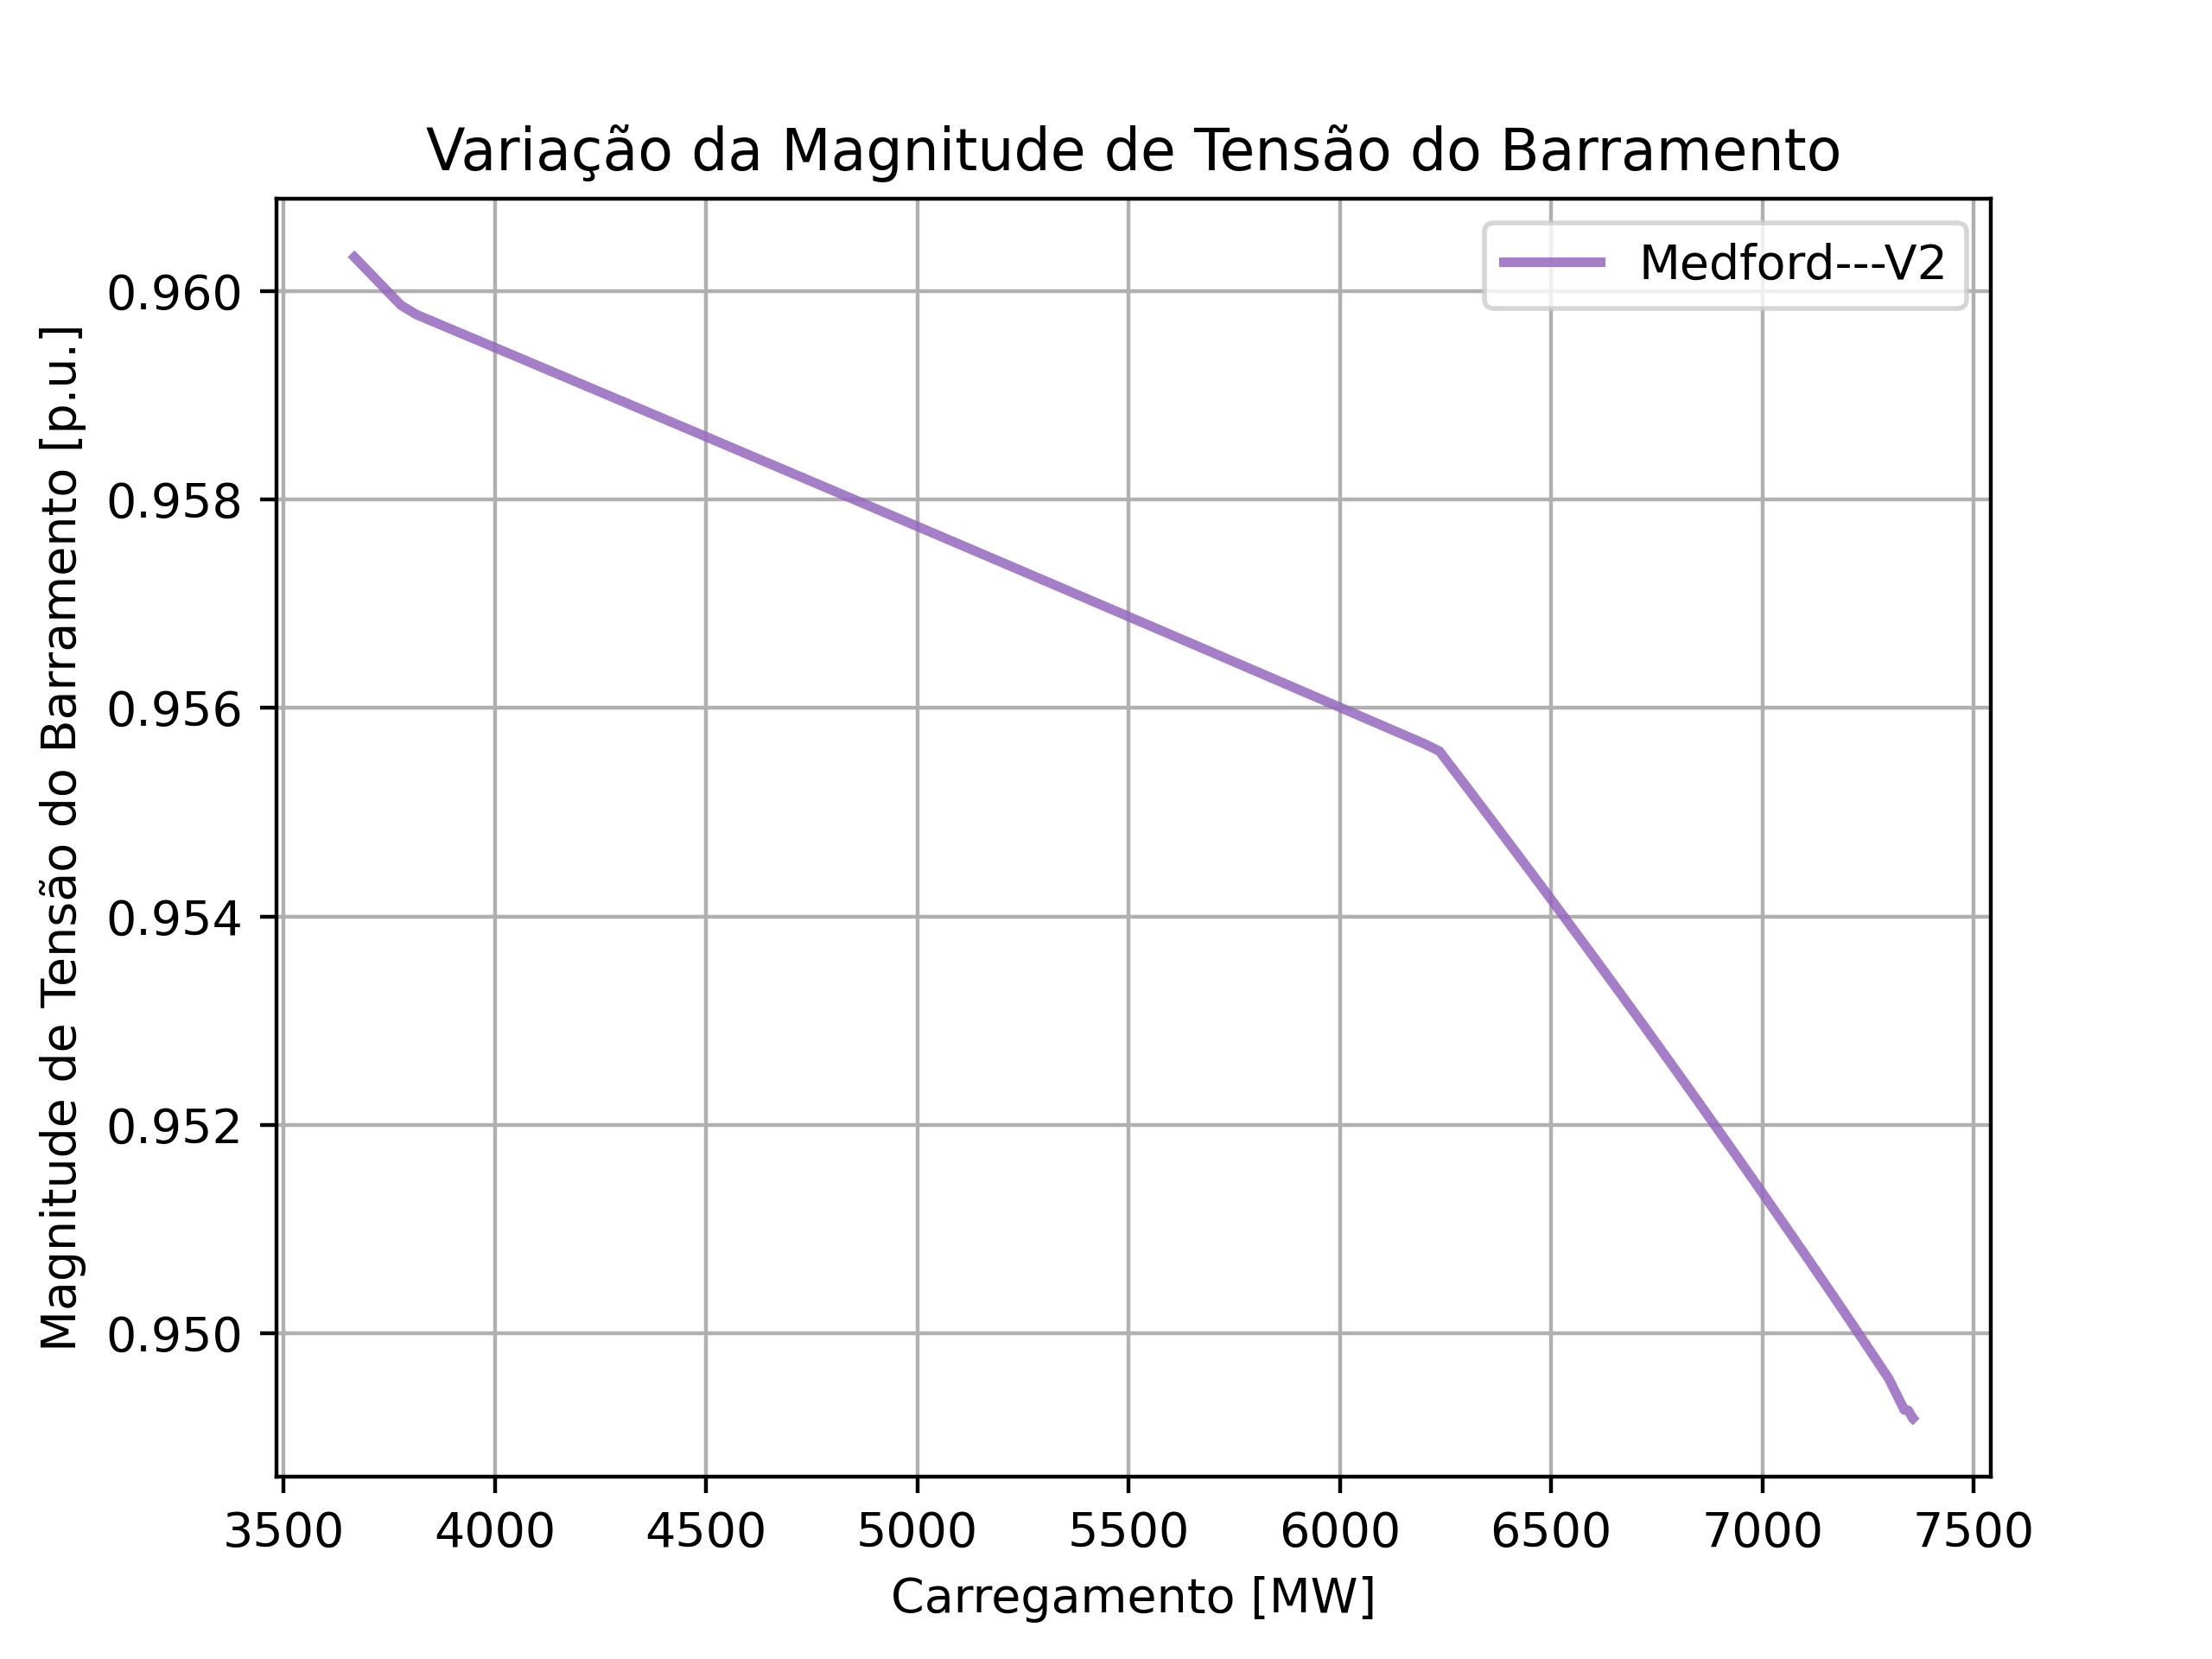 Variação da Magnitude de Tensão do Barramento
Medford---V2
Magnitude de Tensão do Barramento [p.u.]
0.960
0.958
0.956
0.954
0.952
0.950
3500 4000 4500 5000 5500 6000 6500 7000 7500
Carregamento [MW]